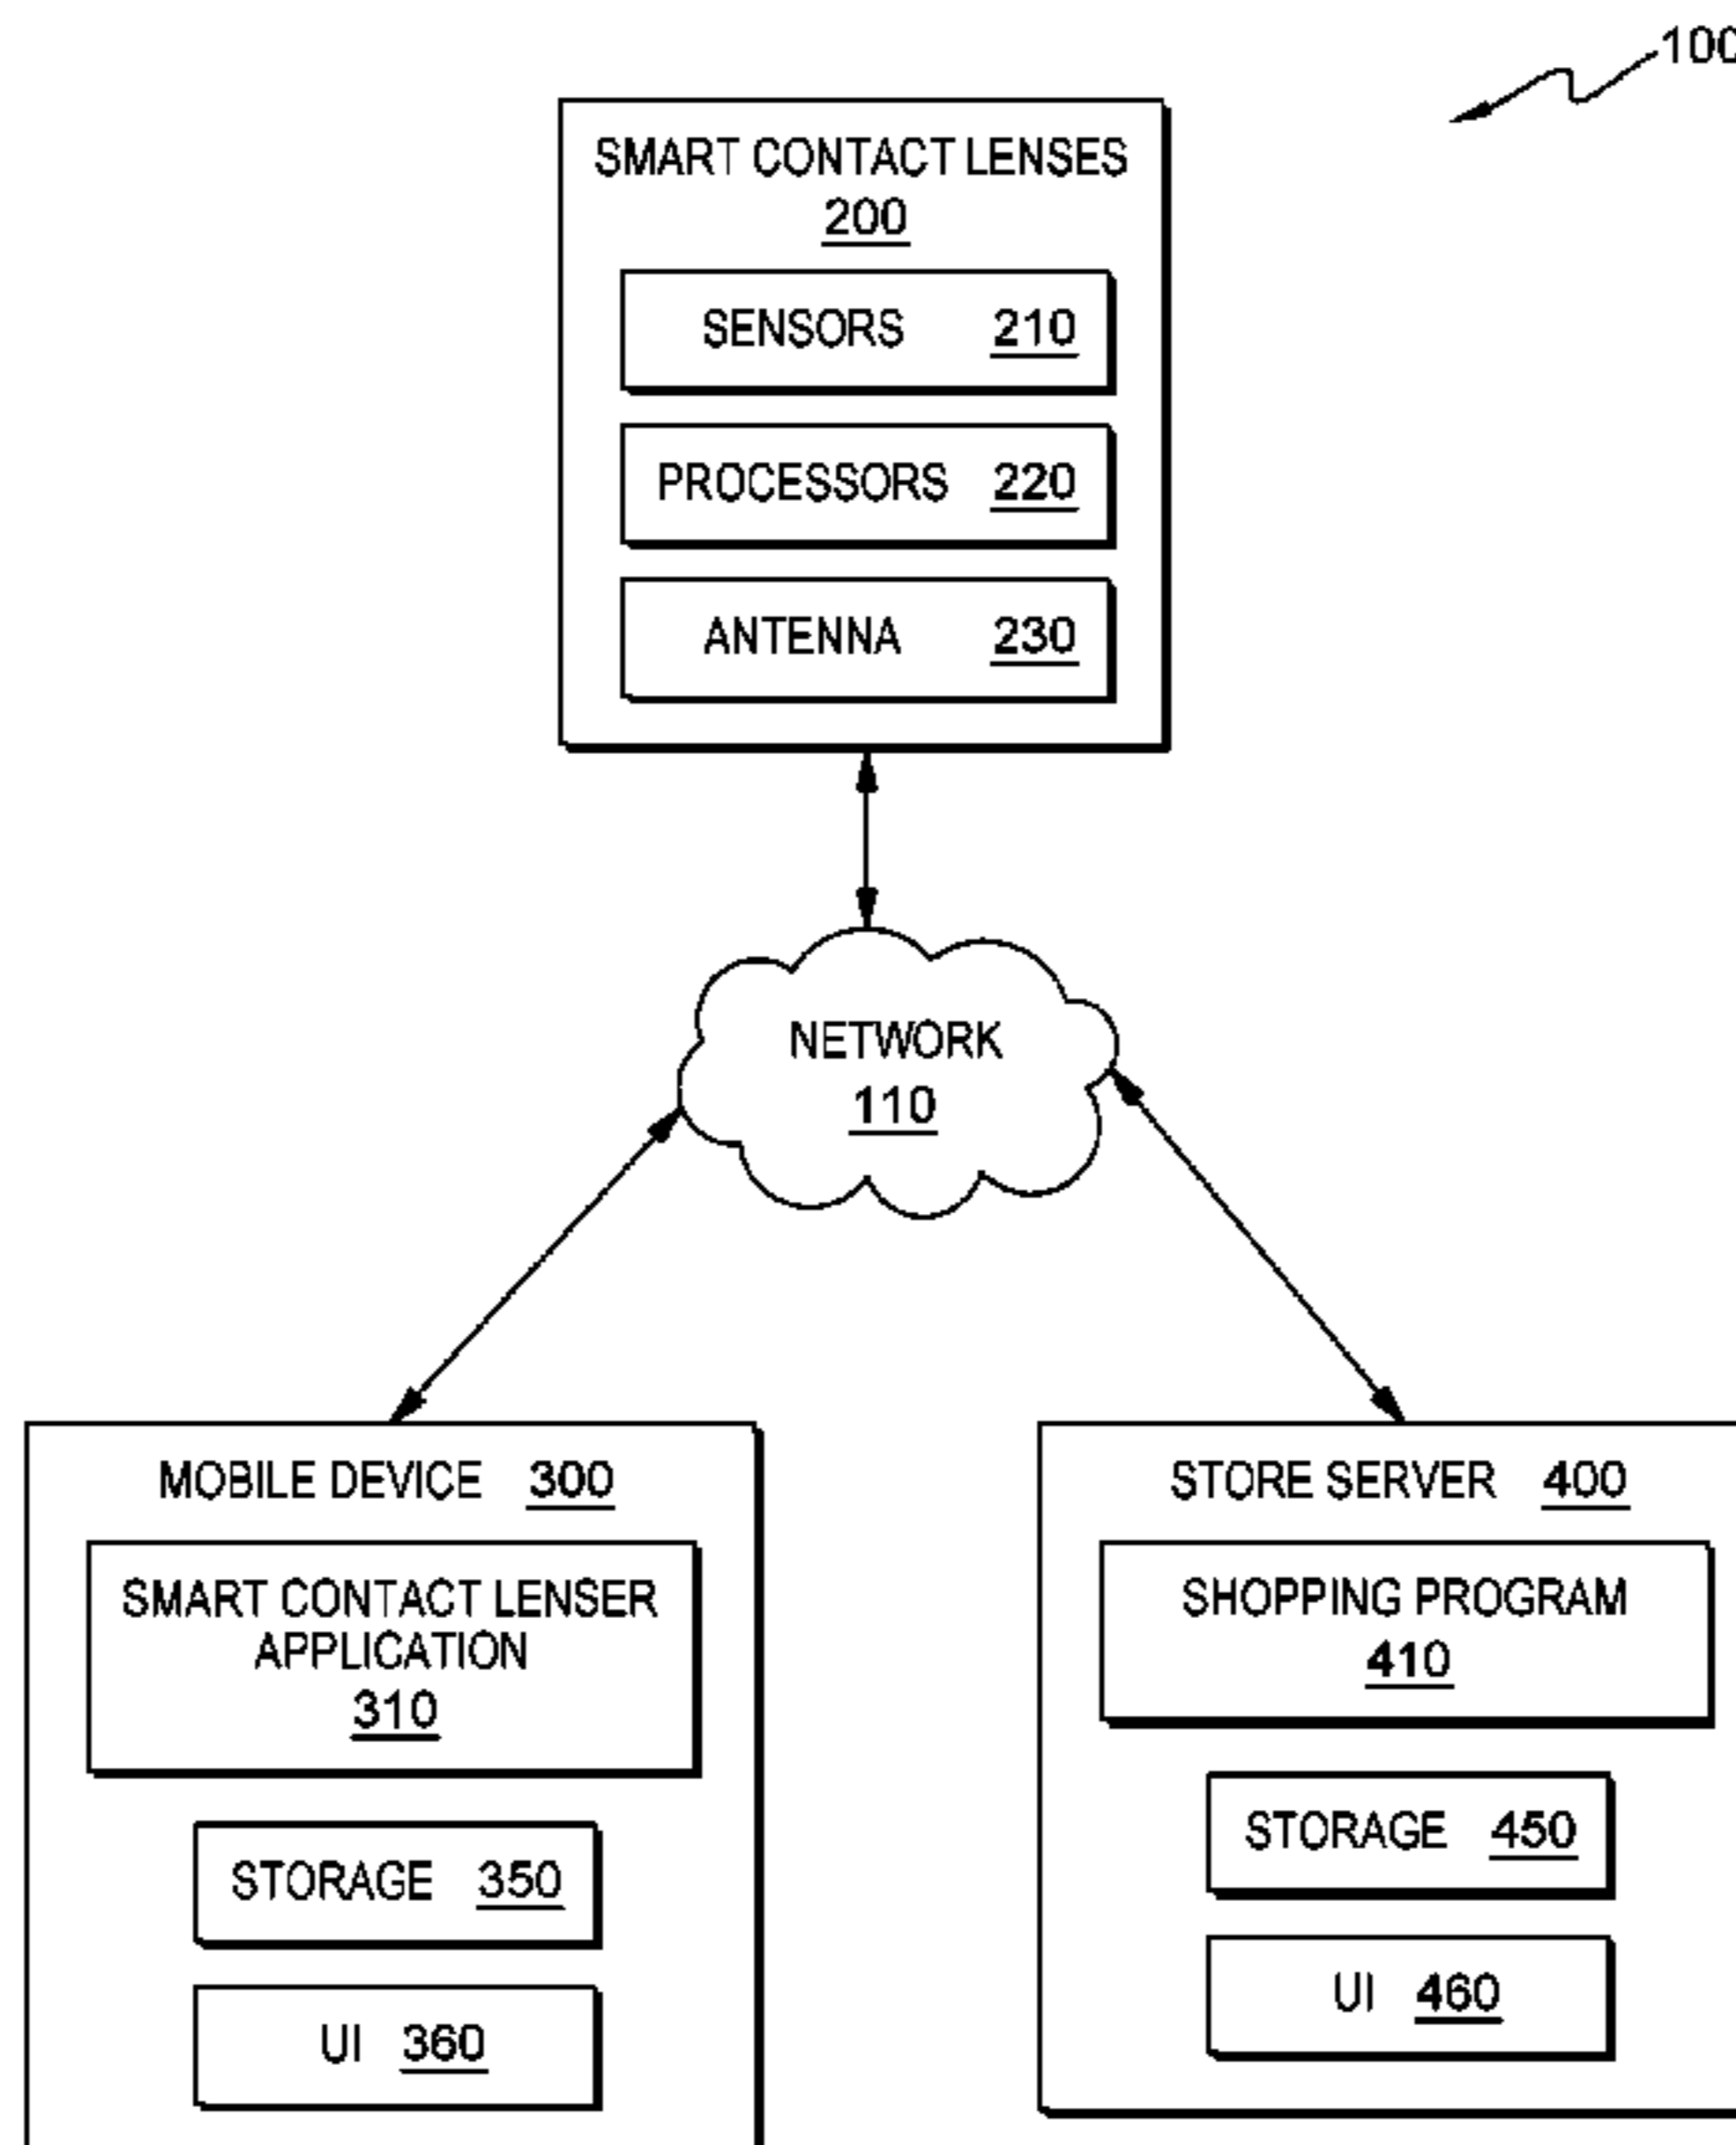 100
SMART CONTACT LENSES
200
SENSORS 210
PROCESSORS 220
ANTENNA 230
NETWORK
110
MOBILE DEVICE 300
SMART CONTACT LENSER
APPLICATION
310
STORAGE 350
UI 360
STORE SERVER 400
SHOPPING PROGRAM
410
STORAGE 450
UI 460